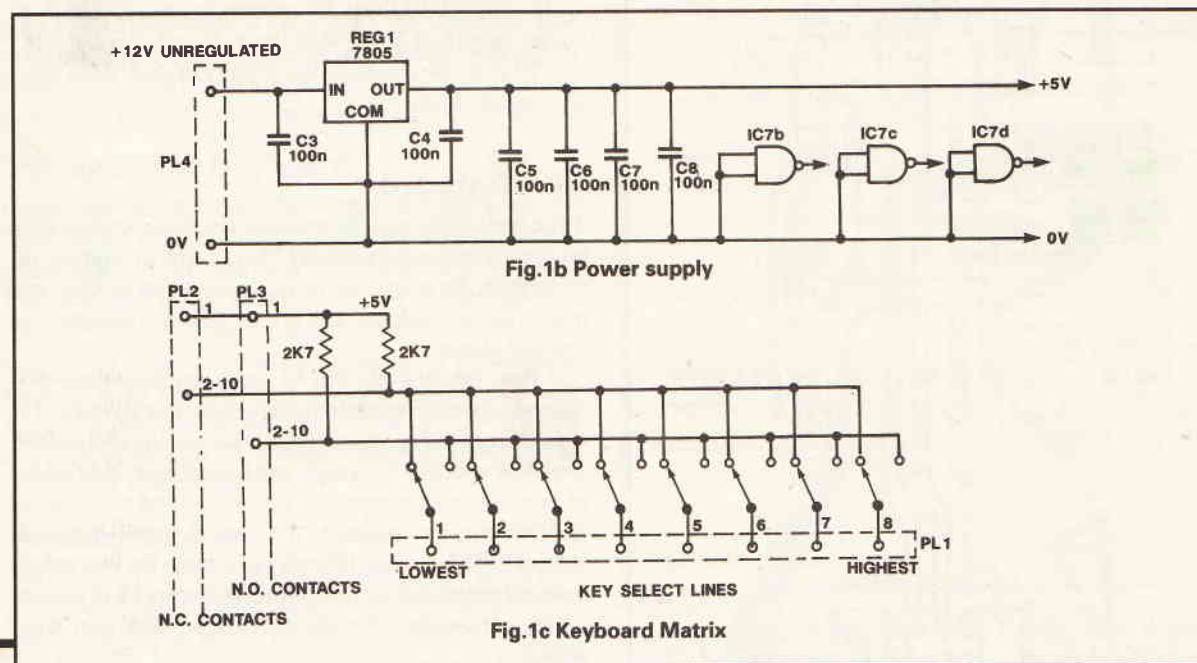 +12V UNREGULATED
REG1
7805
IN OUT
COM
+5V
PL4
C3
100n
C4
100n
C5
100n
C6
100n
C7
100n
C8
100n
IC7b
IC7c
IC7d
0V
0V
Fig.1b Power supply
PL2
PL3
1
1
+5V
2K7
2K7
2-10
2-10
1
2
3
4
5
6
7
8
PL1
LOWEST
HIGHEST
KEY SELECT LINES
N.O. CONTACTS
N.C. CONTACTS
Fig.1c Keyboard Matrix